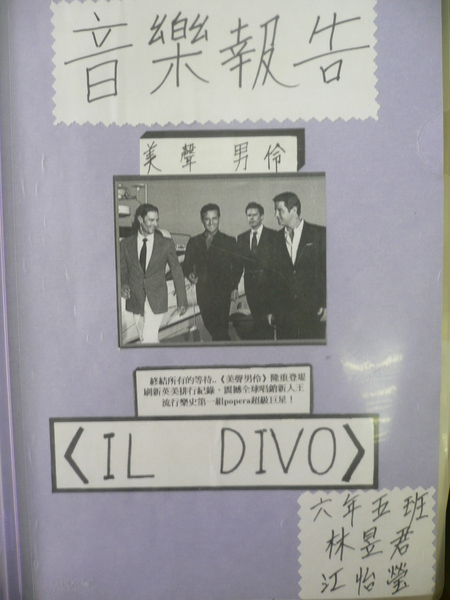 音樂報告
美聲男伶
終結所有的等待…《美聲男伶》隆重登場
刷新英美排行紀錄、震撼全球唱銷新人王
流行樂史第一組popera超級巨星！
〈IL DIVO〉
六年五班
林昱君
江怡瑩